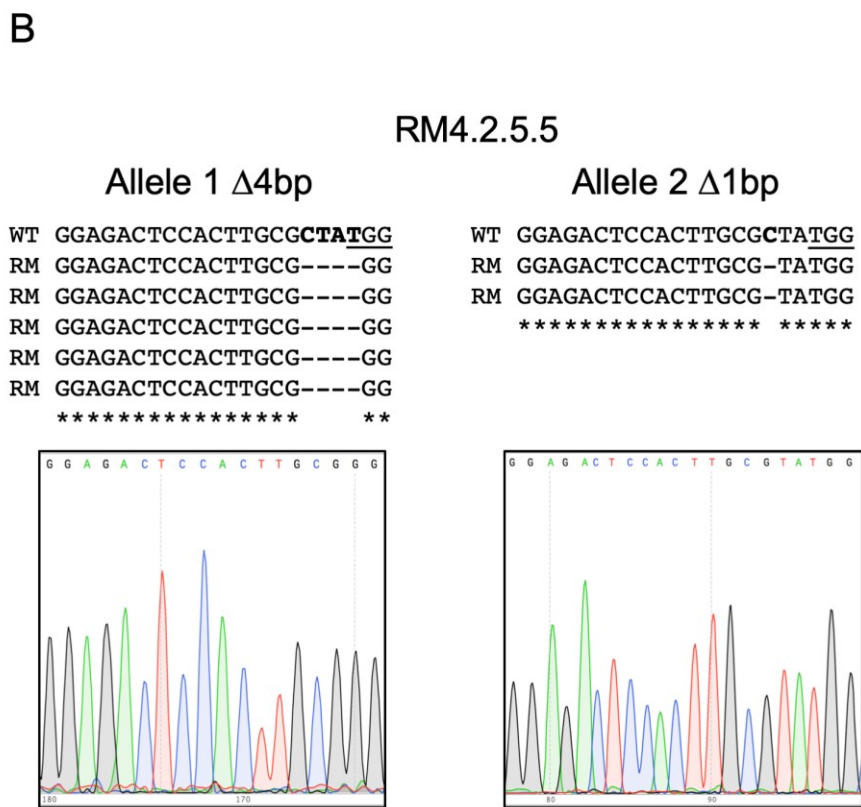 B
RM4.2.5.5
Allele 1 Δ4bp
WT GGAGACTCCACTTGCGCTATGG
RM GGAGACTCCACTTGCG----GG
RM GGAGACTCCACTTGCG----GG
RM GGAGACTCCACTTGCG----GG
RM GGAGACTCCACTTGCG----GG
RM GGAGACTCCACTTGCG----GG
**************** **
G G A G A C T C C A C T T G C G G G
180 170
Allele 2 Δ1bp
WT GGAGACTCCACTTGCGCTATGG
RM GGAGACTCCACTTGCG-TATGG
RM GGAGACTCCACTTGCG-TATGG
**************** *****
G G A G A C T C C A C T T G C G T A T G G
80 90